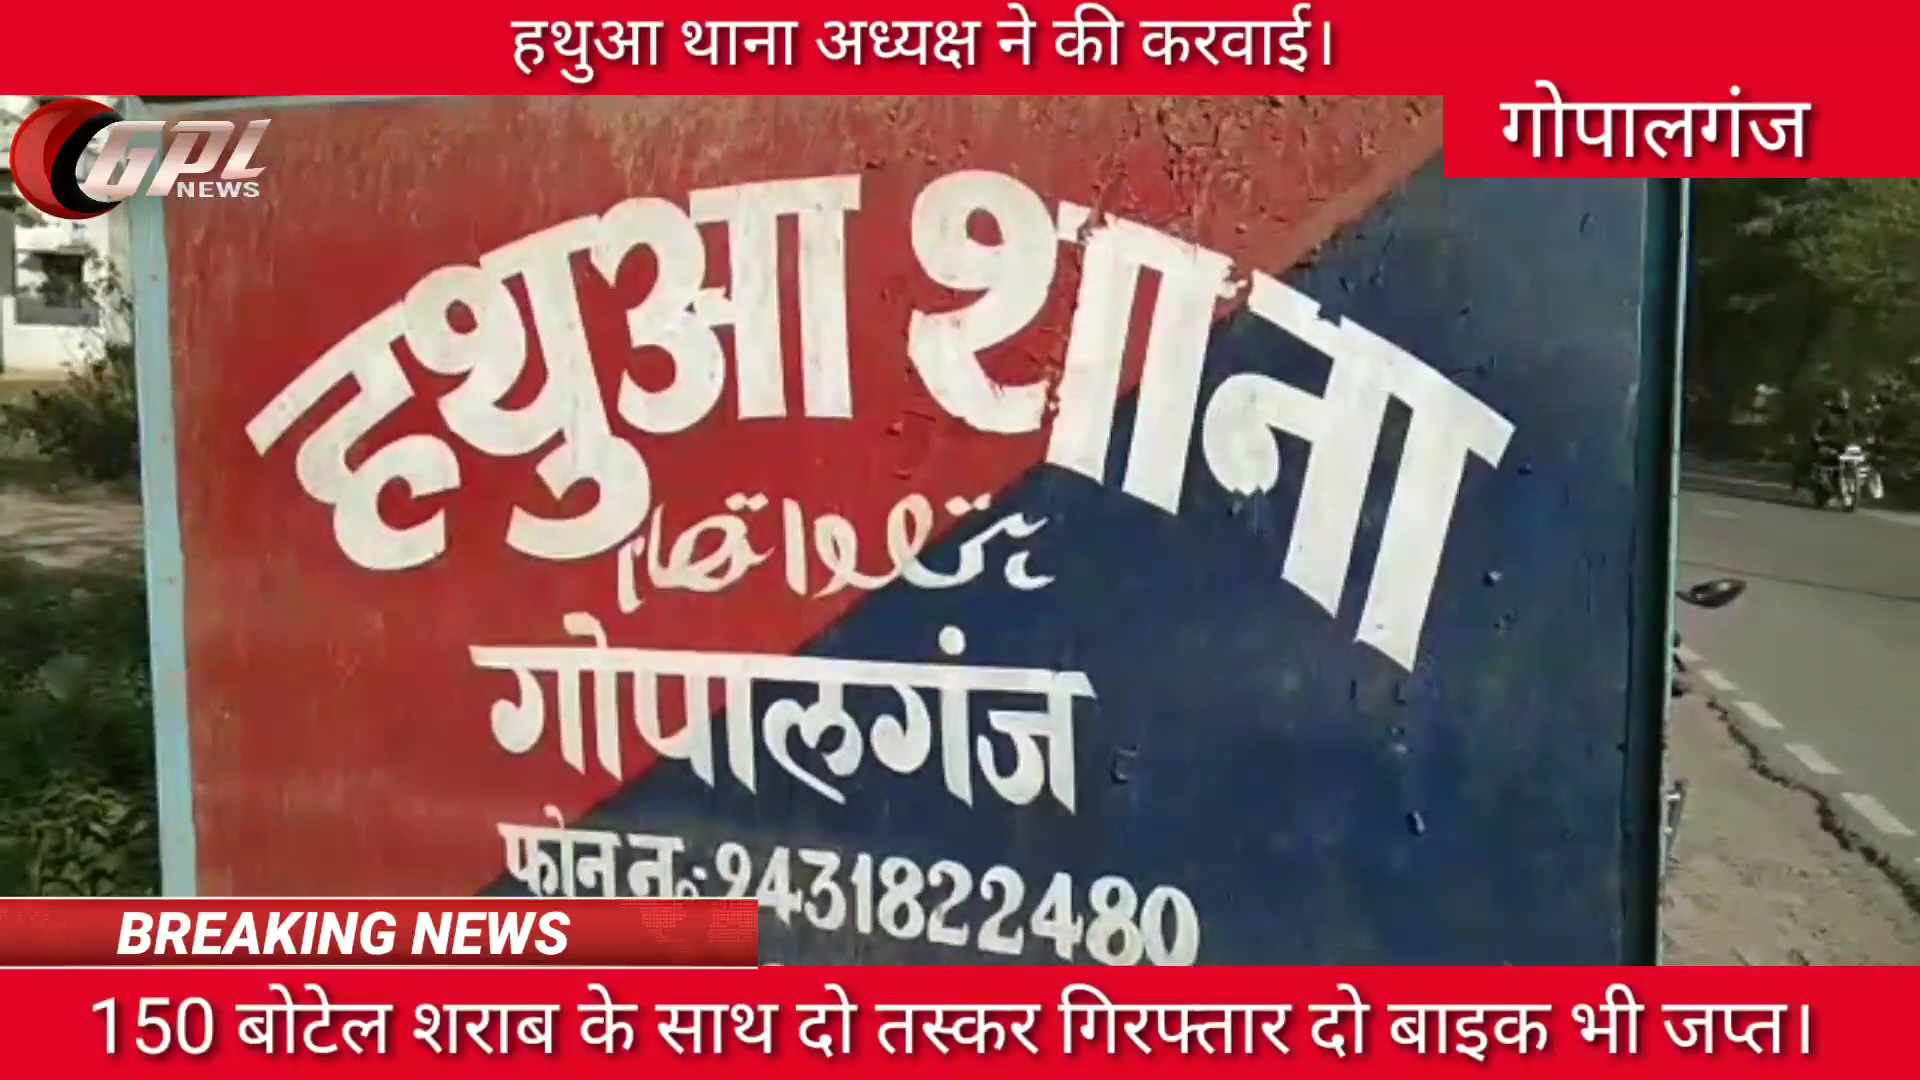 हथुआ थाना अध्यक्ष ने की करवाई।
गोपालगंज
GPL
NEWS
हथुआ थाना
गोपालगंज
फोन न॰:9431822480
BREAKING NEWS
150 बोटेल शराब के साथ दो तस्कर गिरफ्तार दो बाइक भी जप्त।